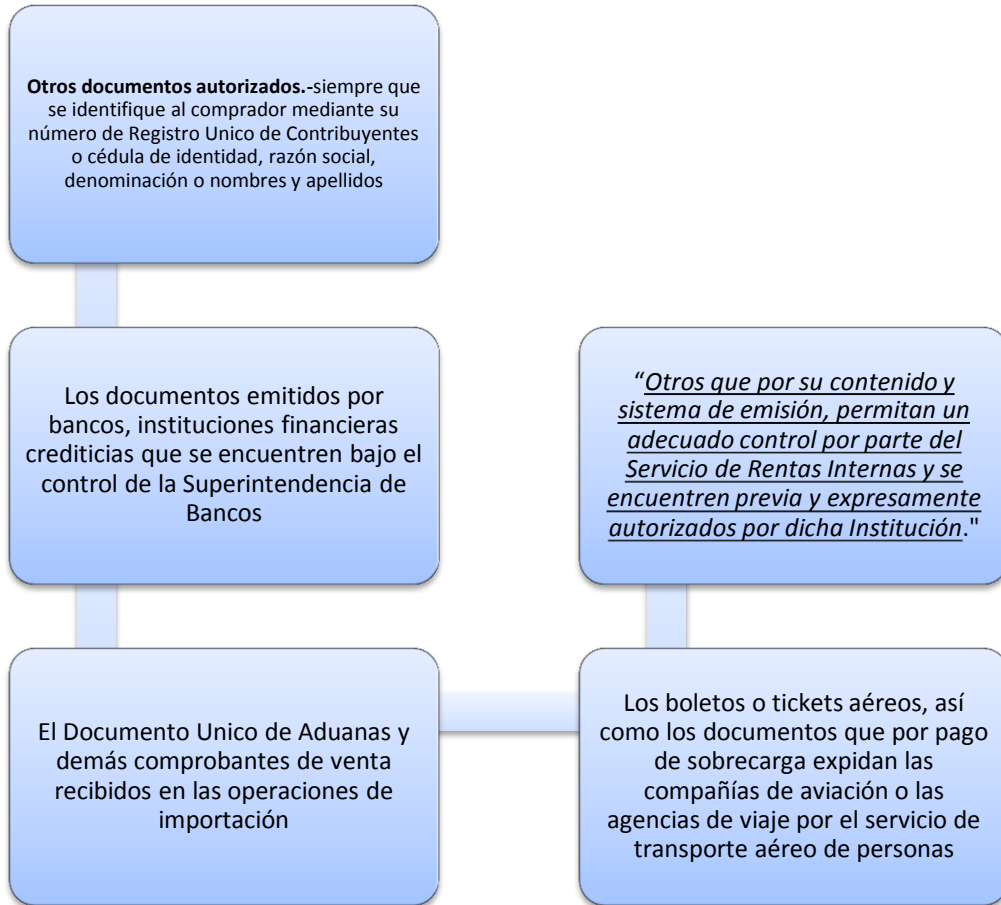 Otros documentos autorizados.-siempre que
se identifique al comprador mediante su
número de Registro Unico de Contribuyentes
o cédula de identidad, razón social,
denominación o nombres y apellidos
Los documentos emitidos por
bancos, instituciones financieras
crediticias que se encuentren bajo el
control de la Superintendencia de
Bancos
El Documento Unico de Aduanas y
demás comprobantes de venta
recibidos en las operaciones de
importación
Los boletos o tickets aéreos, así
como los documentos que por pago
de sobrecarga expidan las
compañías de aviación o las
agencias de viaje por el servicio de
transporte aéreo de personas
“Otros que por su contenido y
sistema de emisión, permitan un
adecuado control por parte del
Servicio de Rentas Internas y se
encuentren previa y expresamente
autorizados por dicha Institución."